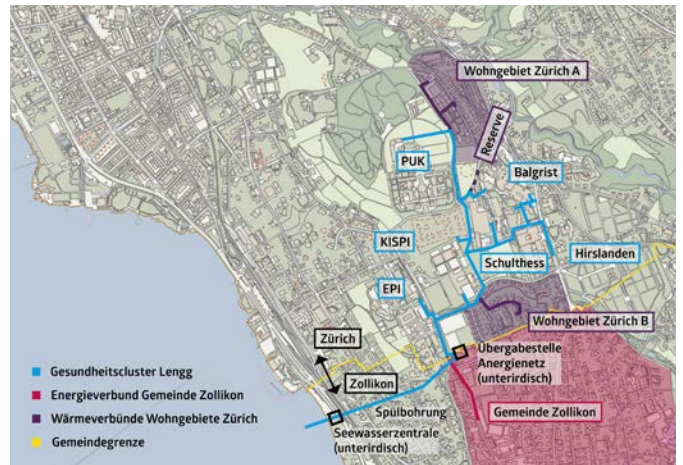 Wohngebiet Zürich A
Reserve
PUK
Balgrist
KISPI
Schulthess
Hirslanden
EPI
Wohngebiet Zürich B
Zürich
Zollikon
Übergabestelle
Anergienetz
(unterirdisch)
Gemeinde Zollikon
Spülbohrung
Seewasserzentrale
(unterirdisch)
Gesundheitscluster Lengg
Energieverbund Gemeinde Zollikon
Wärmeverbünde Wohngebiete Zürich
Gemeindegrenze